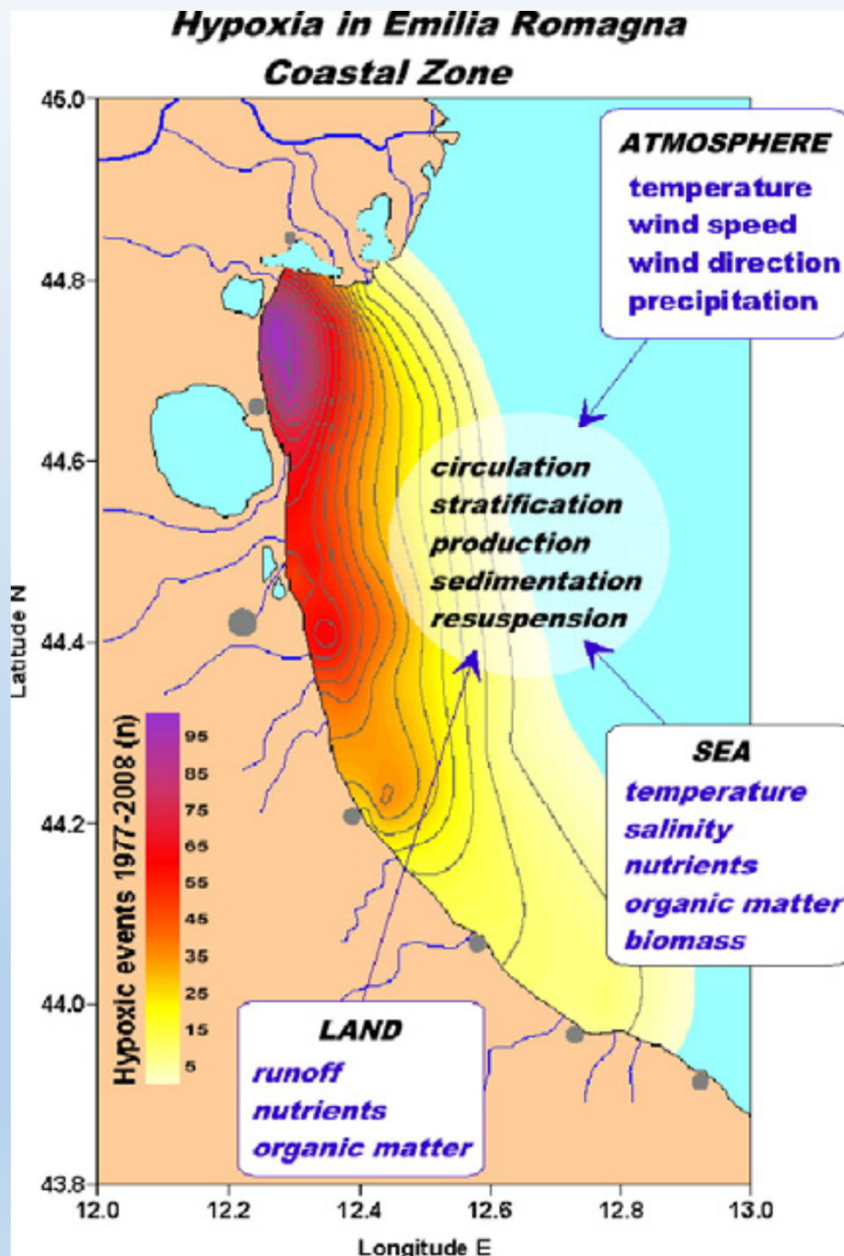 Hypoxia in Emilia Romagna
Coastal Zone
45.0
44.8
44.6
44.4
44.2
44.0
43.8
Latitude N
12.0
12.2
12.4
12.6
12.8
13.0
Longitude E
ATMOSPHERE
temperature
wind speed
wind direction
precipitation
circulation
stratification
production
sedimentation
resuspension
SEA
temperature
salinity
nutrients
organic matter
biomass
LAND
runoff
nutrients
organic matter
Hypoxic events 1977-2008 (n)
95
85
75
65
55
45
35
25
15
5